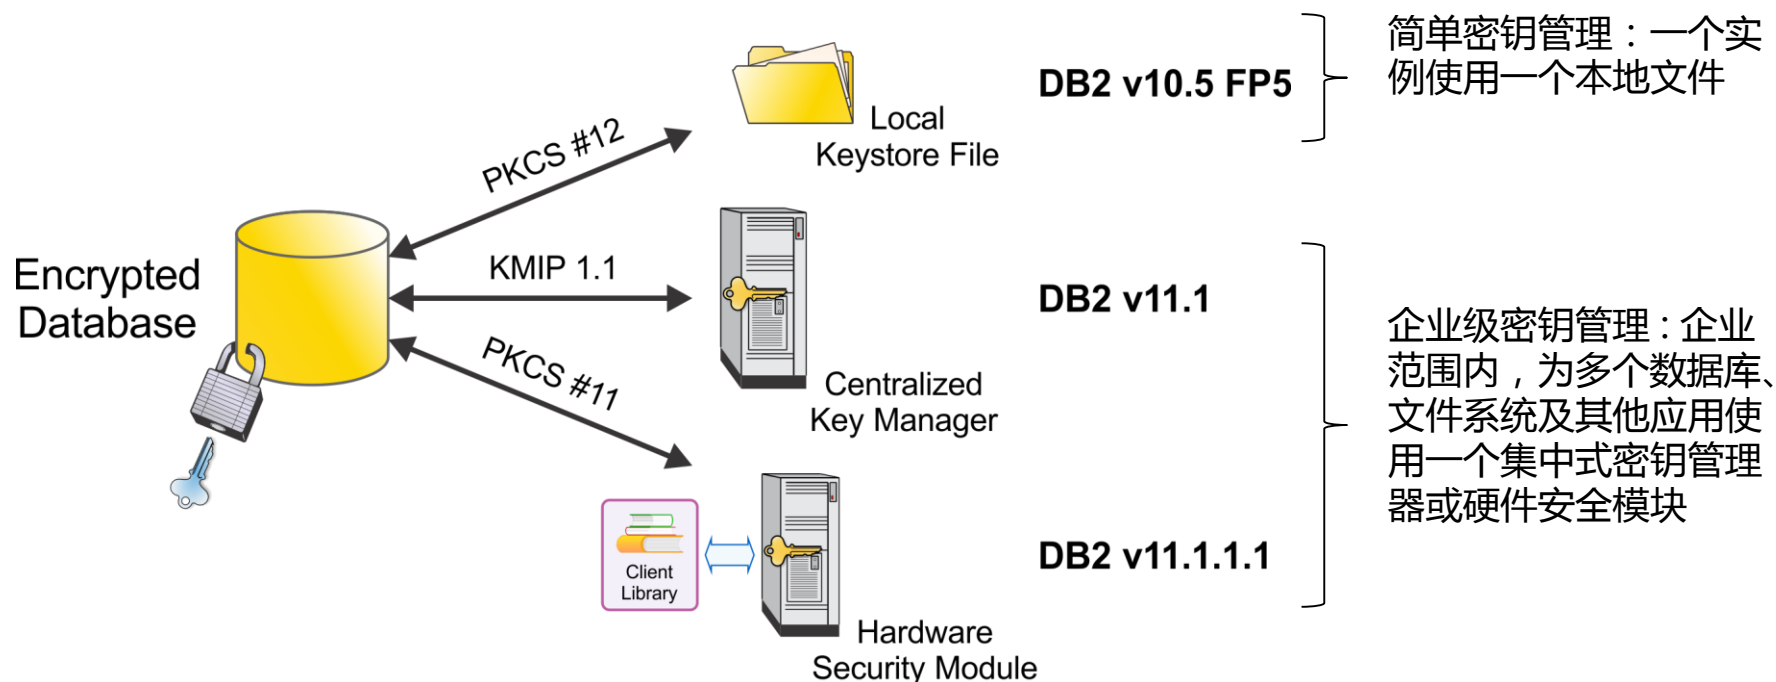 简单密钥管理：一个实
例使用一个本地文件
DB2 v10.5 FP5
Local
Keystore File
PKCS #12
Encrypted
Database
KMIP 1.1
DB2 v11.1
Centralized
Key Manager
企业级密钥管理：企业
范围内，为多个数据库、
文件系统及其他应用使
用一个集中式密钥管理
器或硬件安全模块
PKCS #11
Client
Library
DB2 v11.1.1.1
Hardware
Security Module